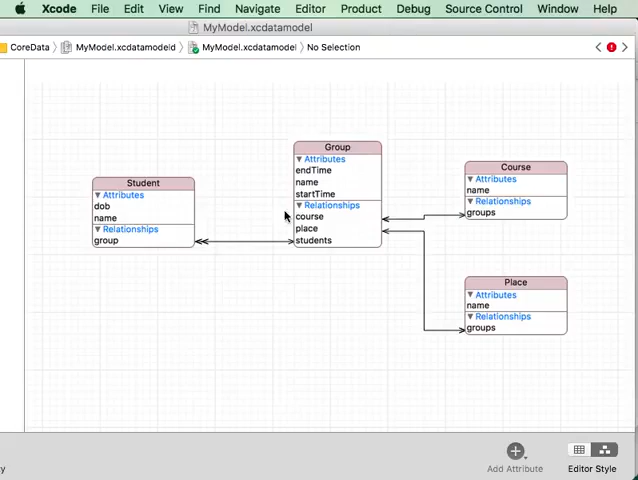 Xcode File Edit View Navigate Editor Product Debug Source Control Window Help
MyModel.xcdatamodel
CoreData MyModel.xcdatamodeld MyModel.xcdatamodel No Selection
Group
Attributes
endTime
name
startTime
Relationships
course
place
students
Student
Attributes
dob
name
Relationships
group
Course
Attributes
name
Relationships
groups
Place
Attributes
name
Relationships
groups
Add Attribute
Editor Style